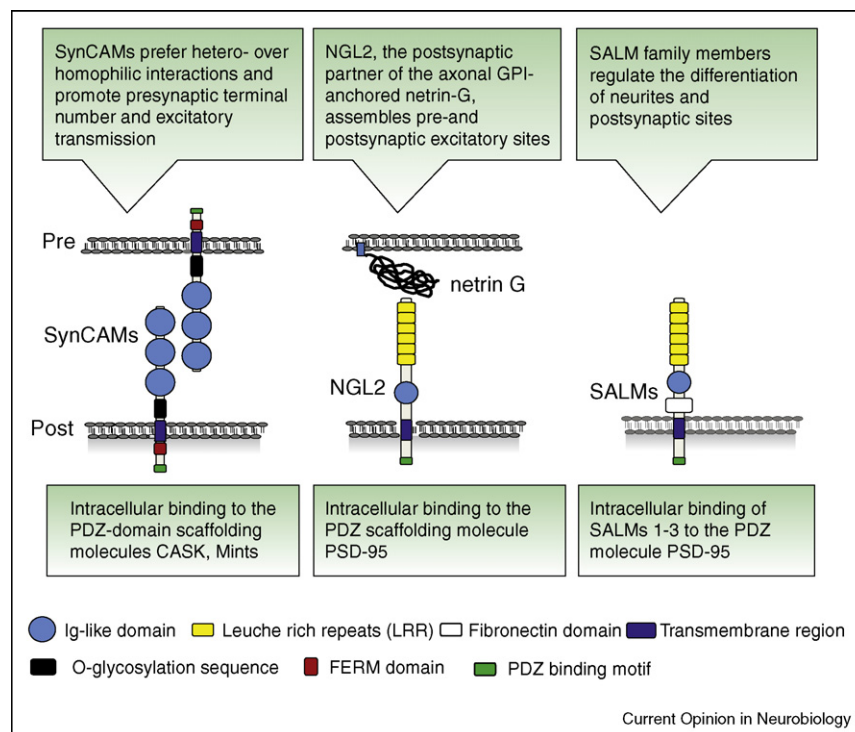 SynCAMs prefer hetero- over
homophilic interactions and
promote presynaptic terminal
number and excitatory
transmission
NGL2, the postsynaptic
partner of the axonal GPI-
anchored netrin-G,
assembles pre-and
postsynaptic excitatory sites
SALM family members
regulate the differentiation
of neurites and
postsynaptic sites
Pre
netrin G
SynCAMs
NGL2
SALMs
Post
Intracellular binding to the
PDZ-domain scaffolding
molecules CASK, Mints
Intracellular binding to the
PDZ scaffolding molecule
PSD-95
Intracellular binding of
SALMs 1-3 to the PDZ
molecule PSD-95
Ig-like domain
Leuche rich repeats (LRR)
Fibronectin domain
Transmembrane region
O-glycosylation sequence
FERM domain
PDZ binding motif
Current Opinion in Neurobiology